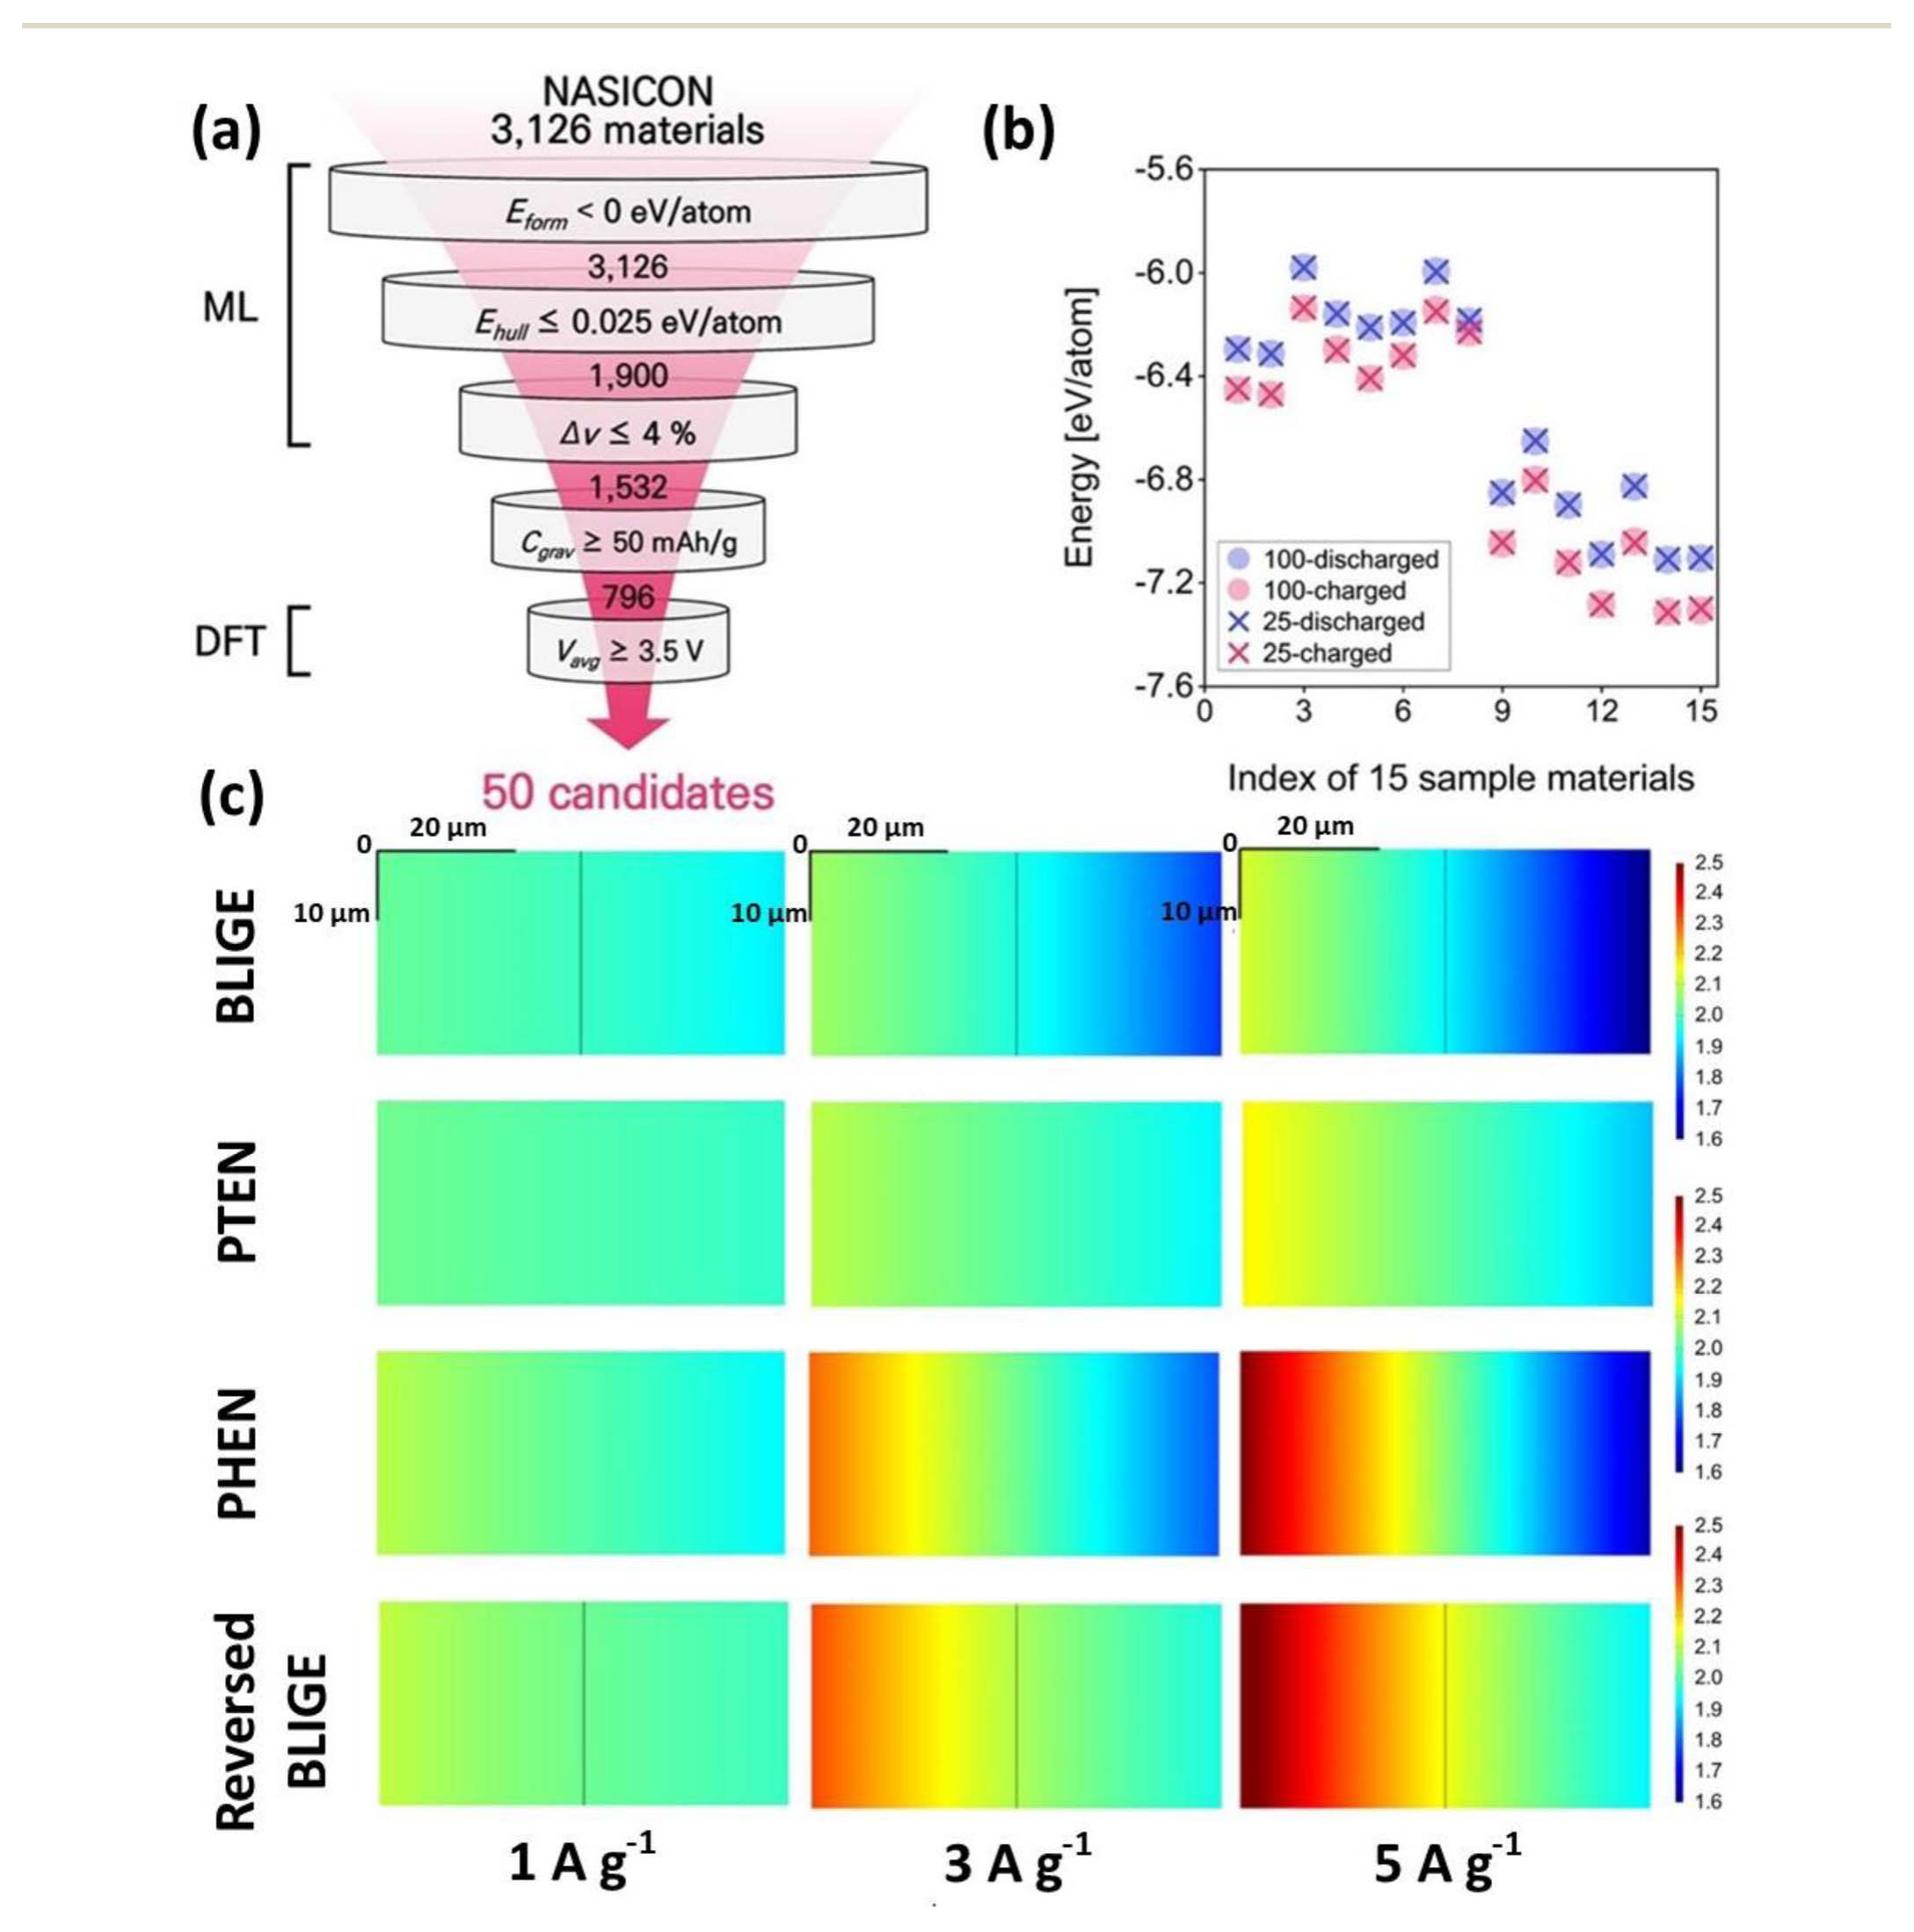 (a)
NASICON
3,126 materials
ML
E_form < 0 eV/atom
3,126
E_hull ≤ 0.025 eV/atom
1,900
Δv ≤ 4 %
1,532
C_grav ≥ 50 mAh/g
796
DFT
V_avg ≥ 3.5 V
50 candidates
(b)
Energy [eV/atom]
-5.6
-6.0
-6.4
-6.8
-7.2
-7.6
100-discharged
100-charged
25-discharged
25-charged
0 3 6 9 12 15
Index of 15 sample materials
(c)
0 20 μm
10 μm
0 20 μm
10 μm
0 20 μm
10 μm
BLIGE
2.5
2.4
2.3
2.2
2.1
2.0
1.9
1.8
1.7
1.6
PTEN
2.5
2.4
2.3
2.2
2.1
2.0
1.9
1.8
1.7
1.6
PHEN
2.5
2.4
2.3
2.2
2.1
2.0
1.9
1.8
1.7
1.6
Reversed
BLIGE
1 A g⁻¹
3 A g⁻¹
5 A g⁻¹